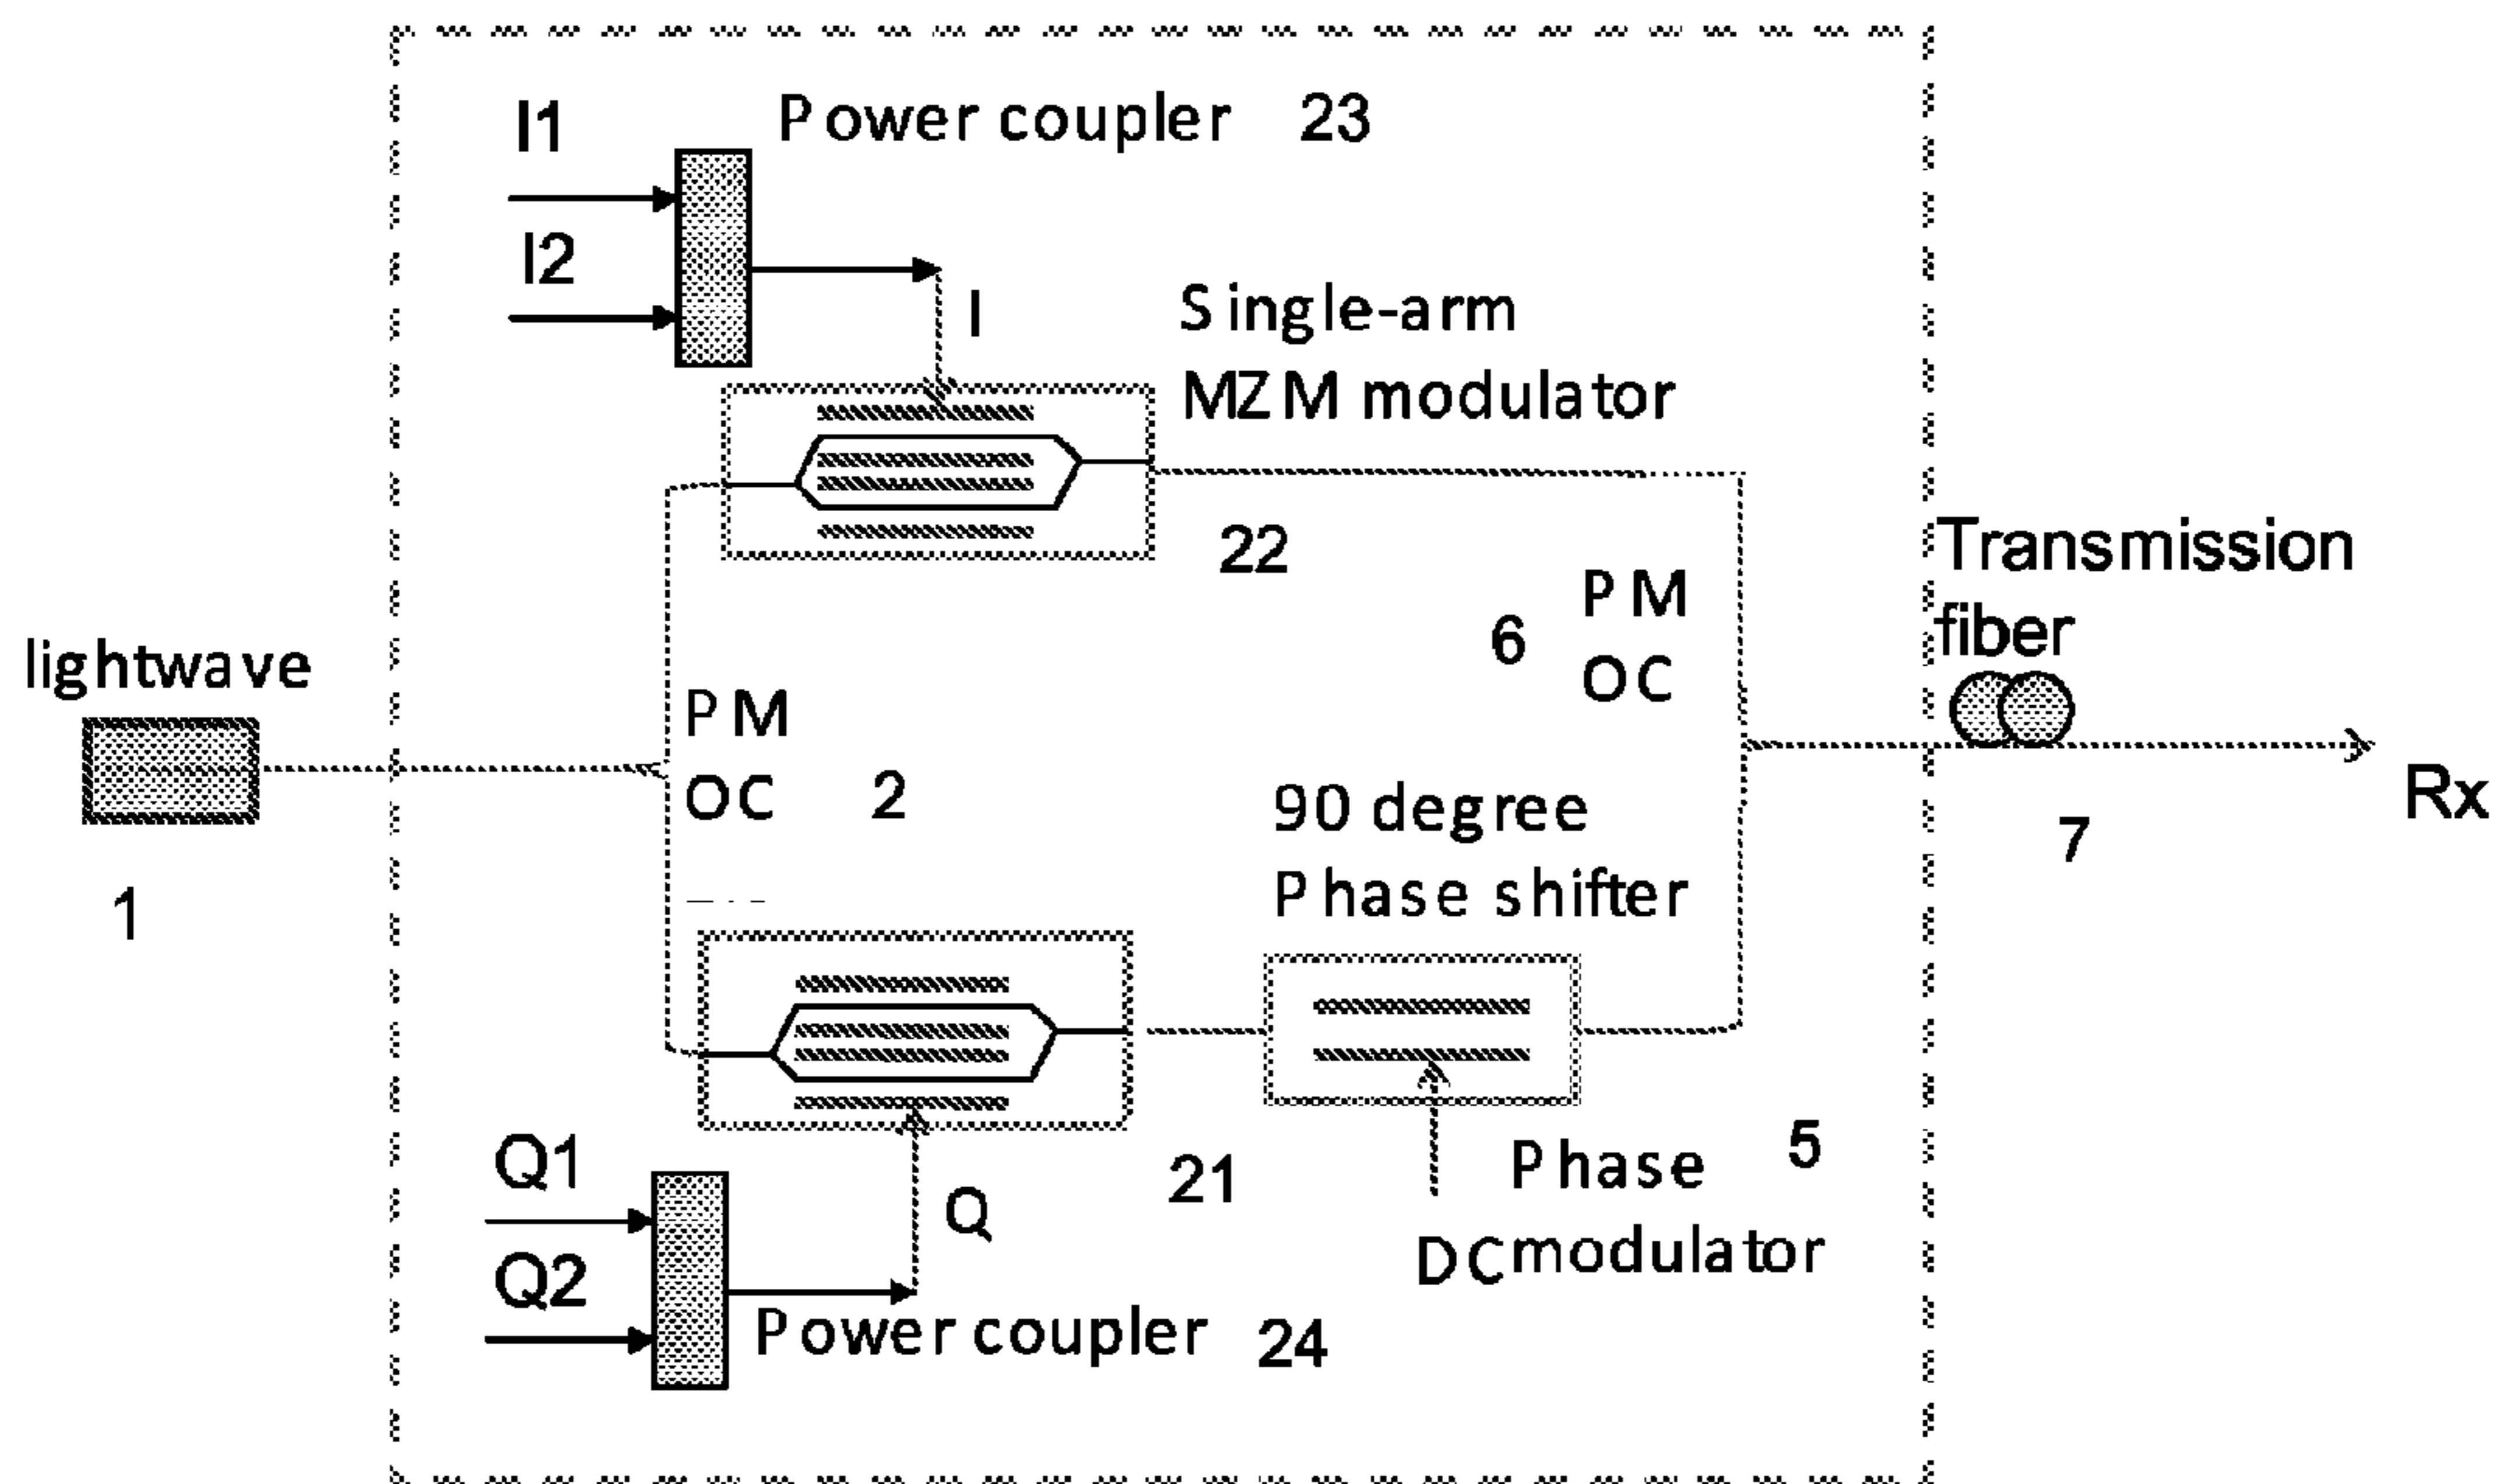 I1
Power coupler 23
I2
I
Single-arm
MZM modulator
22
Transmission
fiber
PM
OC
6
lightwave
1
PM
OC 2
90 degree
Phase shifter
7
Rx
Q1
Q2
Q
21
Phase
DC modulator
5
Power coupler 24